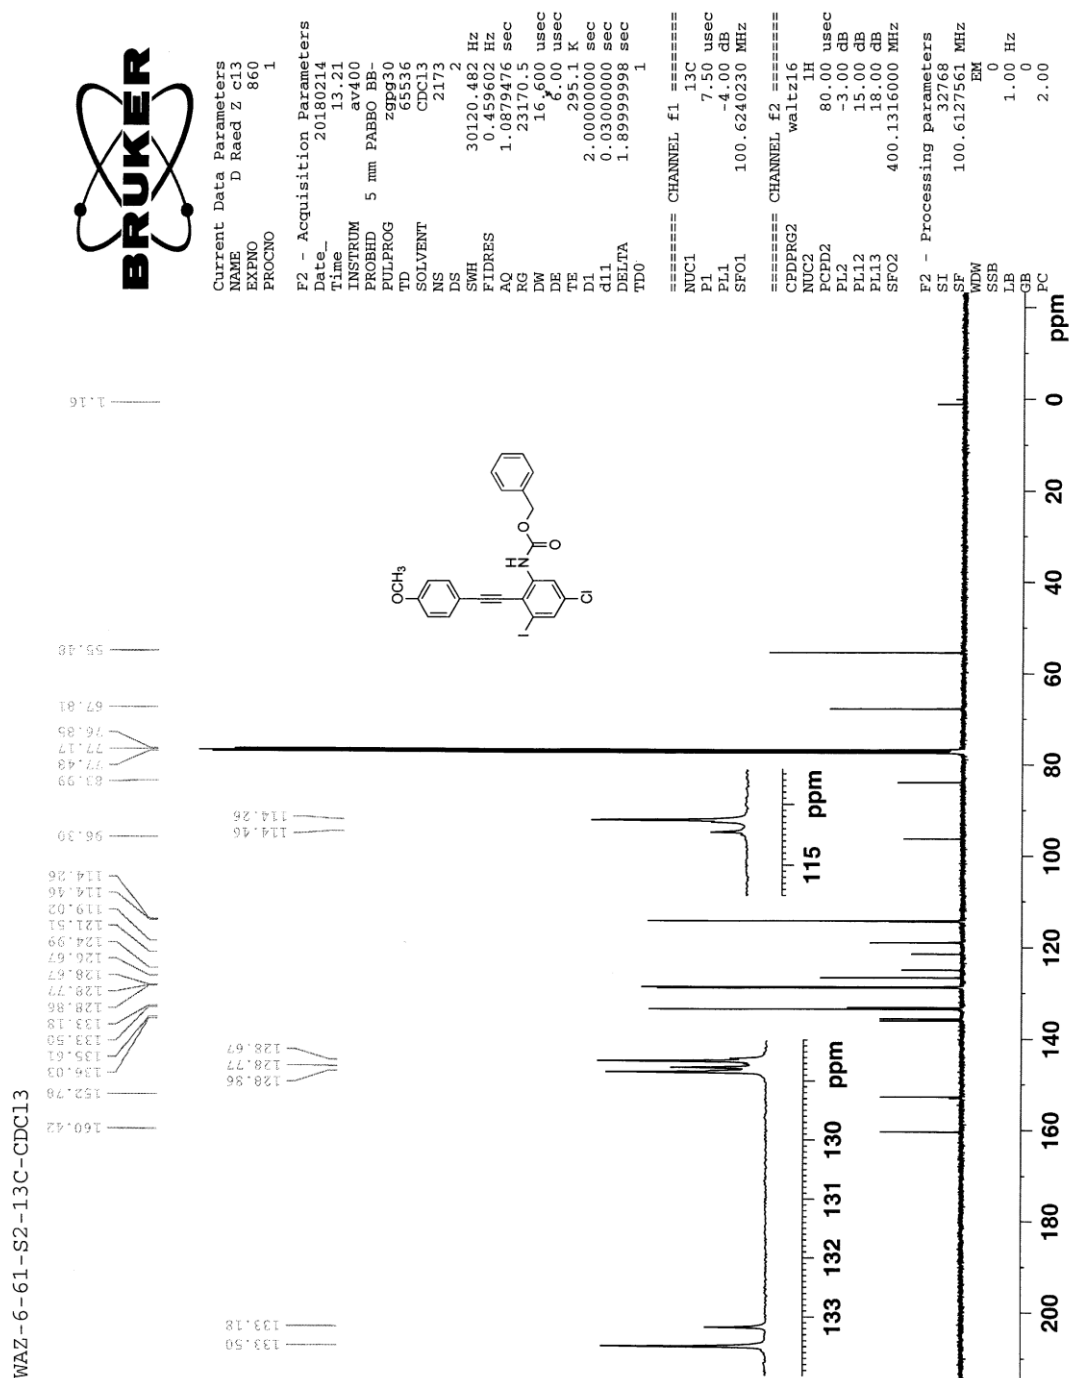 WAZ-6-61-S2-13C-CDCl3
160.42
152.78
136.03
135.61
133.50
133.18
128.86
128.77
128.67
126.67
124.99
121.51
119.02
114.46
114.26
96.30
83.99
77.48
77.17
76.85
67.81
55.48
1.16
133.50
133.18
128.86
128.77
128.67
114.46
114.26
OCH3
I
Cl
H
N
O
O
133 132 131 130 ppm
115 ppm
200 180 160 140 120 100 80 60 40 20 0 ppm
BRUKER
Current Data Parameters
NAME D Raed Z c13
EXPNO 860
PROCNO 1
F2 - Acquisition Parameters
Date_ 20180214
Time 13.21
INSTRUM av400
PROBHD 5 mm PABBO BB-
PULPROG zgpg30
TD 65536
SOLVENT CDCl3
NS 2173
DS 2
SWH 30120.482 Hz
FIDRES 0.459602 Hz
AQ 1.0879476 sec
RG 23170.5
DW 16.600 usec
DE 6.00 usec
TE 295.1 K
D1 2.00000000 sec
d11 0.03000000 sec
DELTA 1.89999998 sec
TD0 1
======== CHANNEL f1 ========
NUC1 13C
P1 7.50 usec
PL1 -4.00 dB
SFO1 100.6240230 MHz
======== CHANNEL f2 ========
CPDPRG2 waltz16
NUC2 1H
PCPD2 80.00 usec
PL2 -3.00 dB
PL12 15.00 dB
PL13 18.00 dB
SFO2 400.1316000 MHz
F2 - Processing parameters
SI 32768
SF 100.6127561 MHz
WDW EM
SSB 0
LB 1.00 Hz
GB 0
PC 2.00